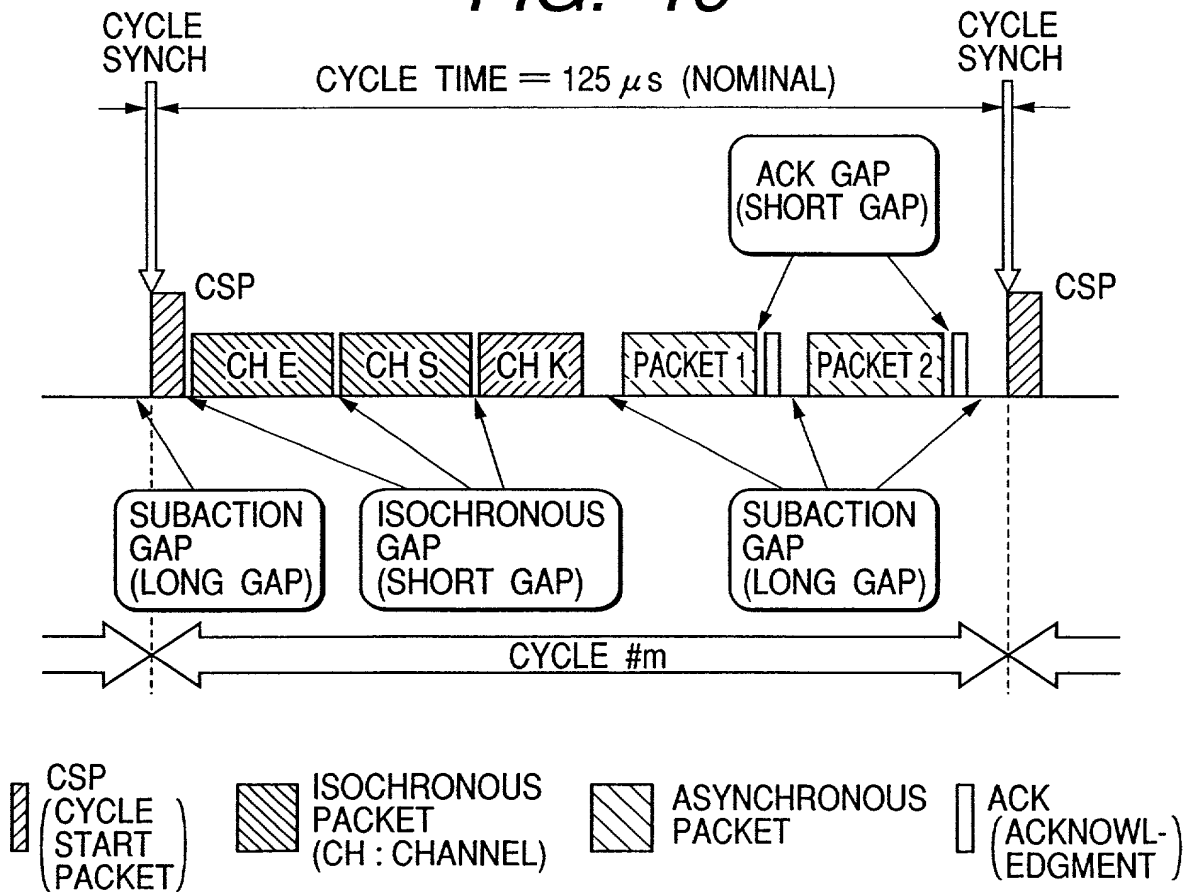 CYCLE
SYNCH
CYCLE TIME = 125 μs (NOMINAL)
CYCLE
SYNCH
ACK GAP
(SHORT GAP)
CSP
CSP
CH E
CH S
CH K
PACKET 1
PACKET 2
SUBACTION
GAP
(LONG GAP)
ISOCHRONOUS
GAP
(SHORT GAP)
SUBACTION
GAP
(LONG GAP)
CYCLE #m
CSP
(CYCLE
START
PACKET)
ISOCHRONOUS
PACKET
(CH : CHANNEL)
ASYNCHRONOUS
PACKET
ACK
(ACKNOWL-
EDGMENT)